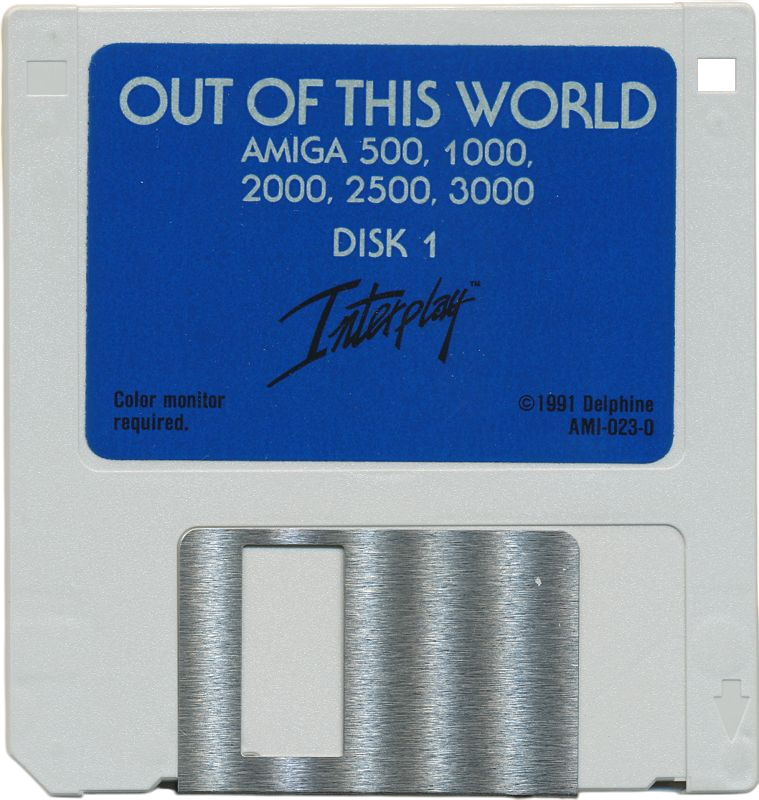 OUT OF THIS WORLD
AMIGA 500, 1000,
2000, 2500, 3000
DISK 1
Interplay™
Color monitor
required.
©1991 Delphine
AMI-023-0